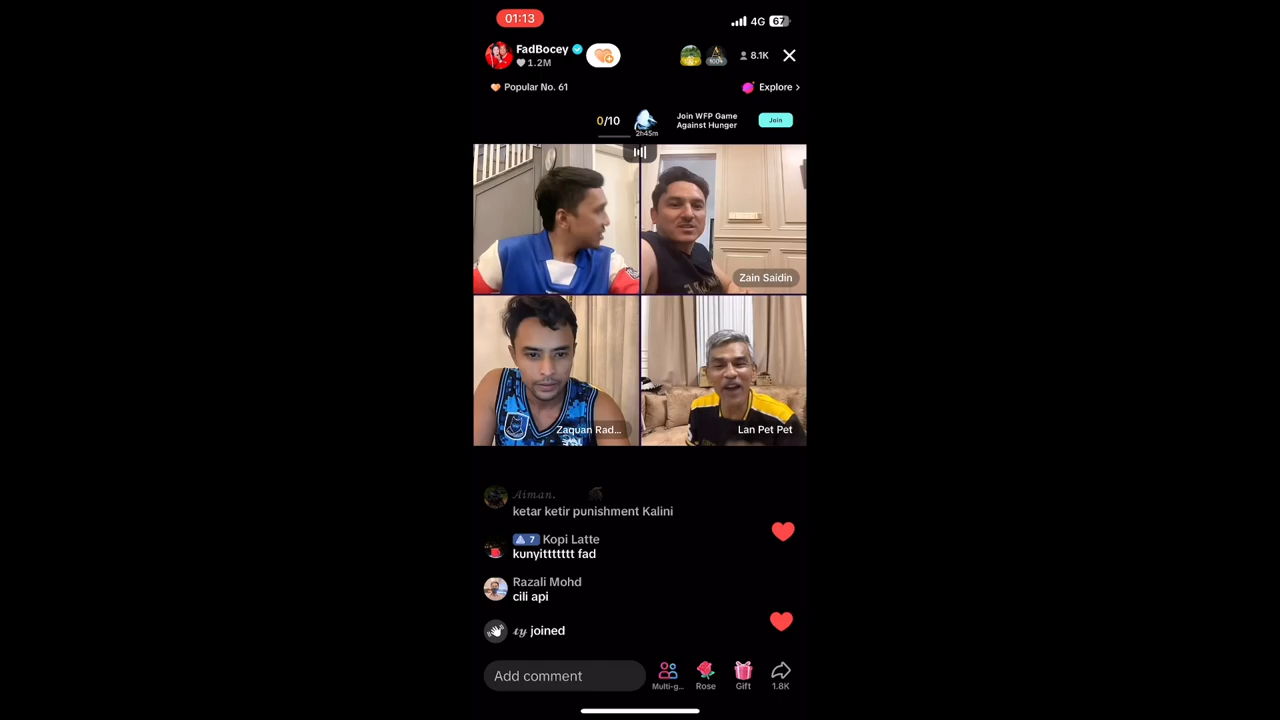 01:13
4G
67
FadBocey
1.2M
8.1K
Popular No. 61
Explore >
0/10
2h45m
Join WFP Game
Against Hunger
Join
Zain Saidin
Zaquan Rad...
Lan Pet Pet
Aiman.
ketar ketir punishment Kalini
7 Kopi Latte
kunyittttttt fad
Razali Mohd
cili api
ty joined
Add comment
Multi-g...
Rose
Gift
1.8K